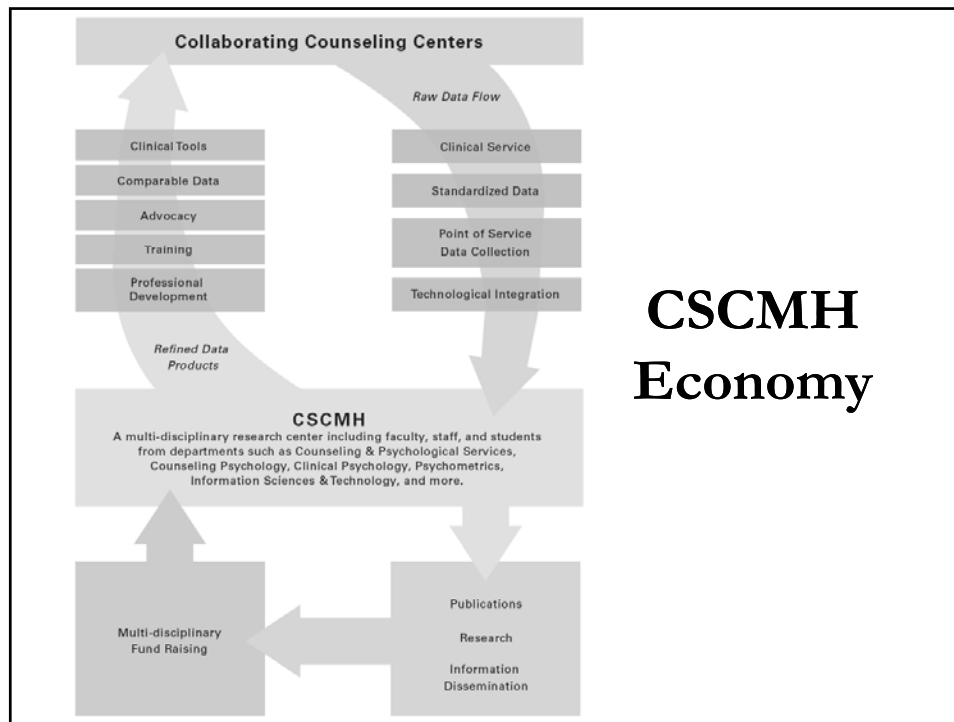 Collaborating Counseling Centers
Raw Data Flow
Clinical Tools
Comparable Data
Advocacy
Training
Professional
Development
Clinical Service
Standardized Data
Point of Service
Data Collection
Technological Integration
Refined Data
Products
CSCMH
A multi-disciplinary research center including faculty, staff, and students
from departments such as Counseling & Psychological Services,
Counseling Psychology, Clinical Psychology, Psychometrics,
Information Sciences & Technology, and more.
Multi-disciplinary
Fund Raising
Publications
Research
Information
Dissemination
CSCMH
Economy